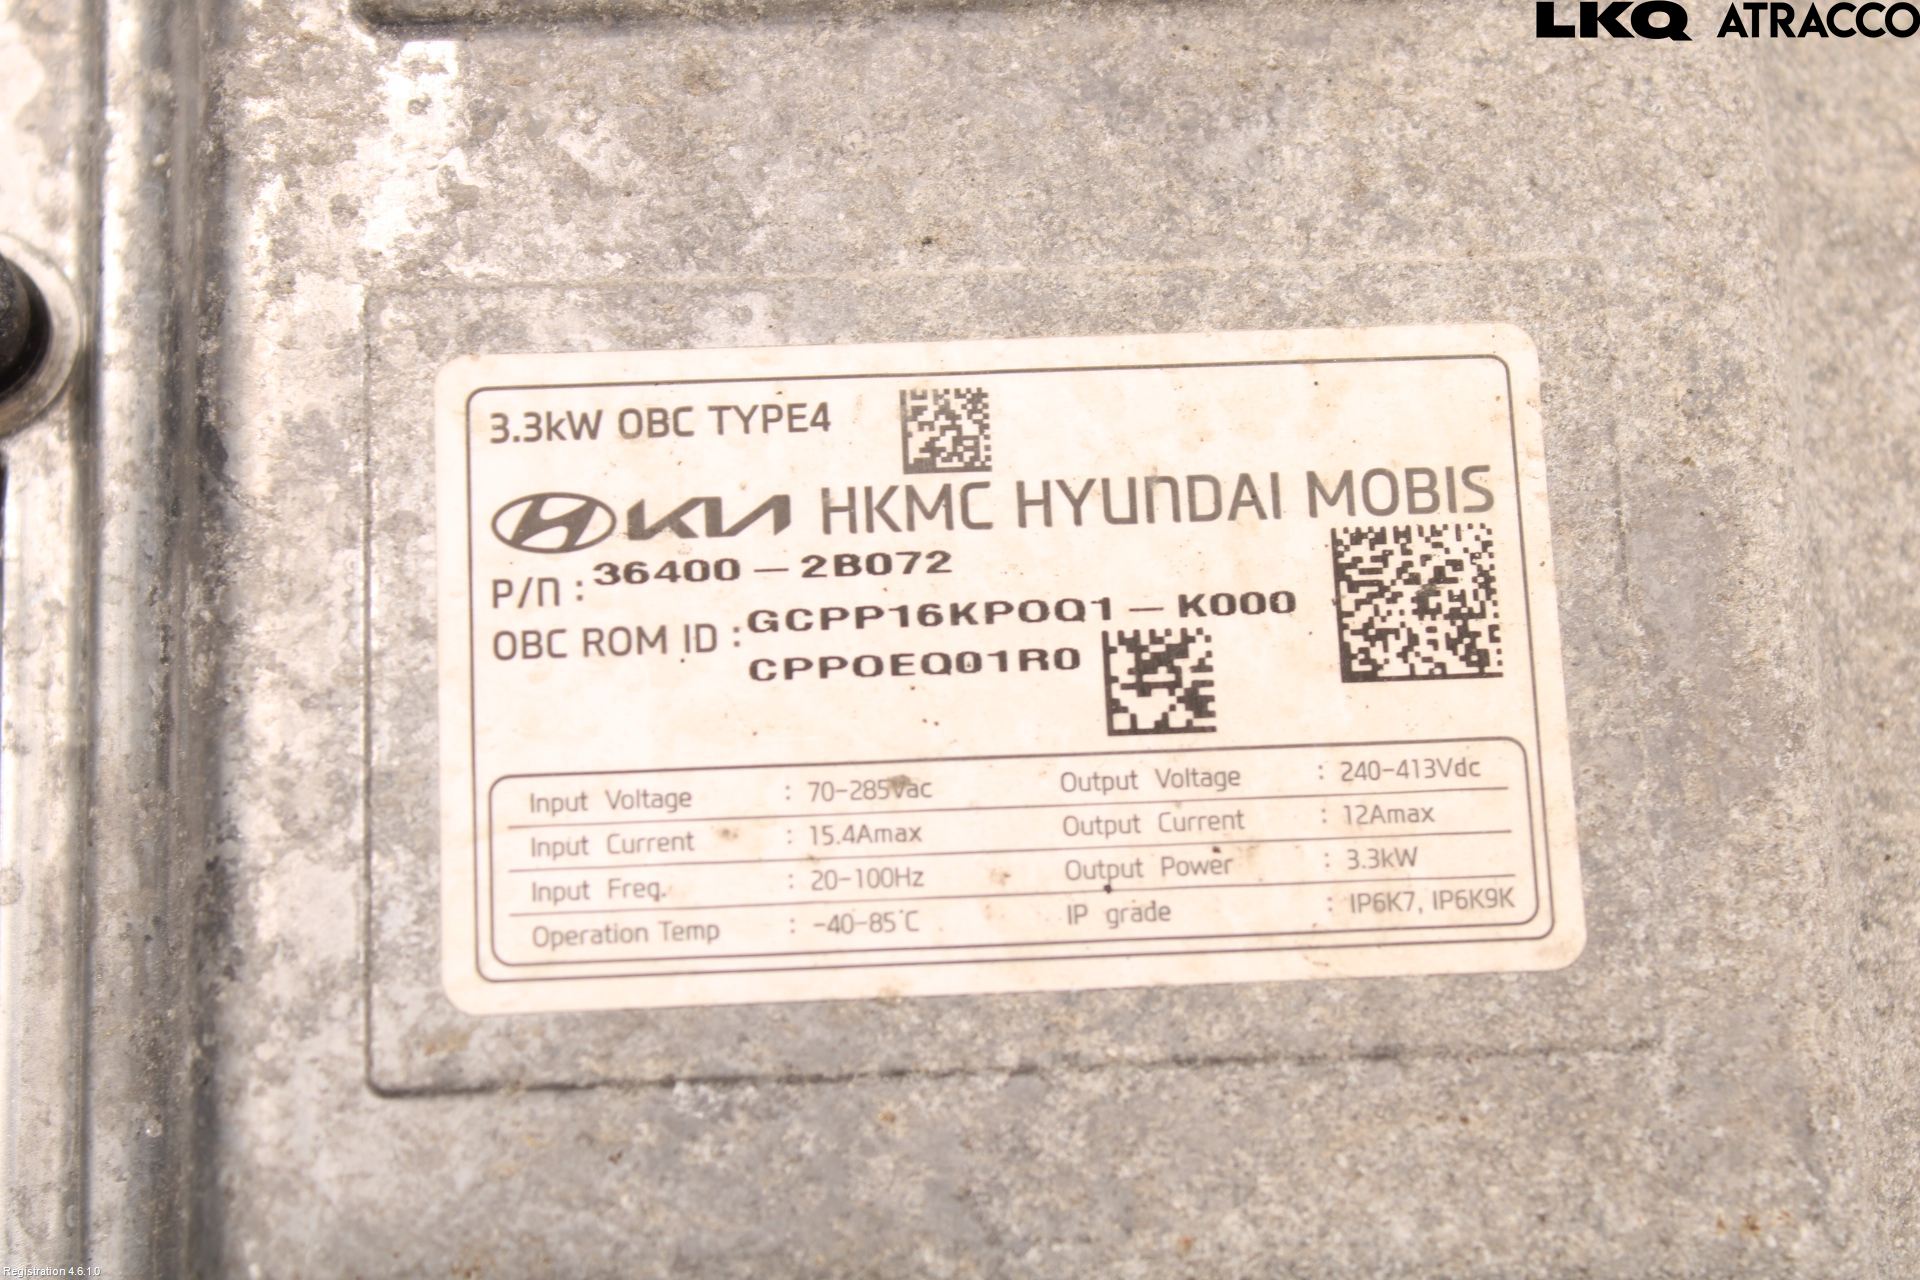 LKQ ATRACCO
3.3kW OBC TYPE4
KIA HKMC HYUNDAI MOBIS
P/N : 36400-2B072
OBC ROM ID : GCPP16KPOQ1-K000
CPPOEQ01R0
Input Voltage : 70-285Vac Output Voltage : 240-413Vdc
Input Current : 15.4Amax Output Current : 12Amax
Input Freq. : 20-100Hz Output Power : 3.3kW
Operation Temp : -40-85℃ IP grade : IP6K7, IP6K9K
Registration 4.6.1.0